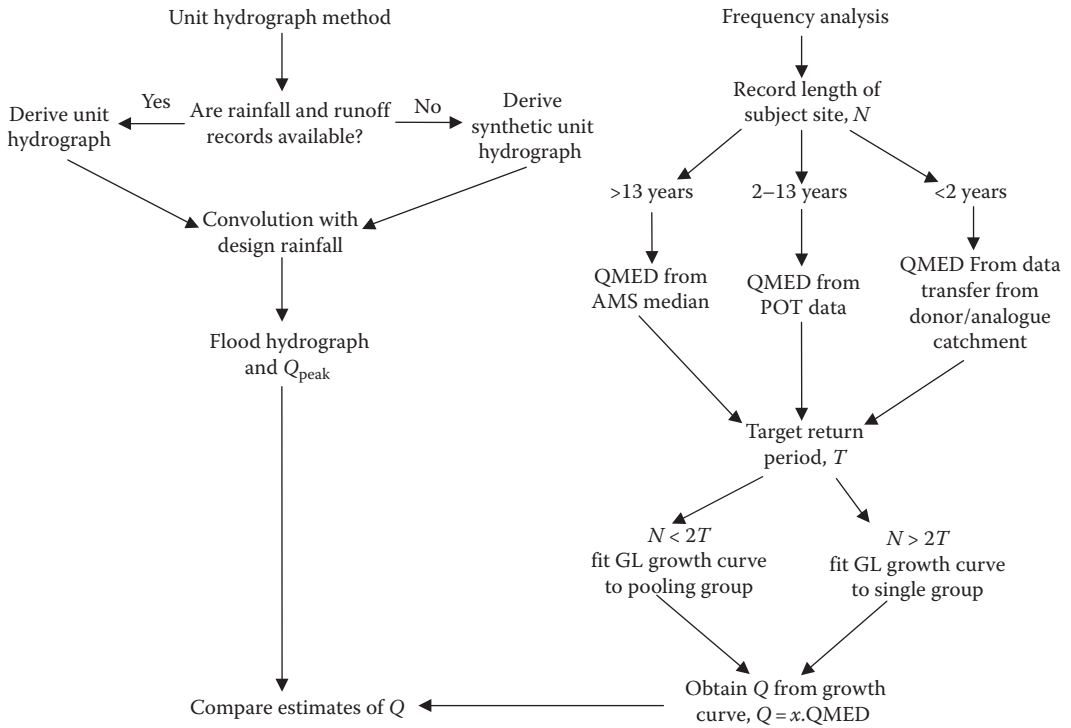 Unit hydrograph method
Yes
Are rainfall and runoff
records available?
No
Derive unit
hydrograph
Derive
synthetic unit
hydrograph
Convolution with
design rainfall
Flood hydrograph
and Qpeak
Compare estimates of Q
Frequency analysis
Record length of
subject site, N
>13 years
2–13 years
<2 years
QMED from
AMS median
QMED from
POT data
QMED From data
transfer from
donor/analogue
catchment
Target return
period, T
N < 2T
fit GL growth curve
to pooling group
N > 2T
fit GL growth curve
to single group
Obtain Q from growth
curve, Q = x.QMED